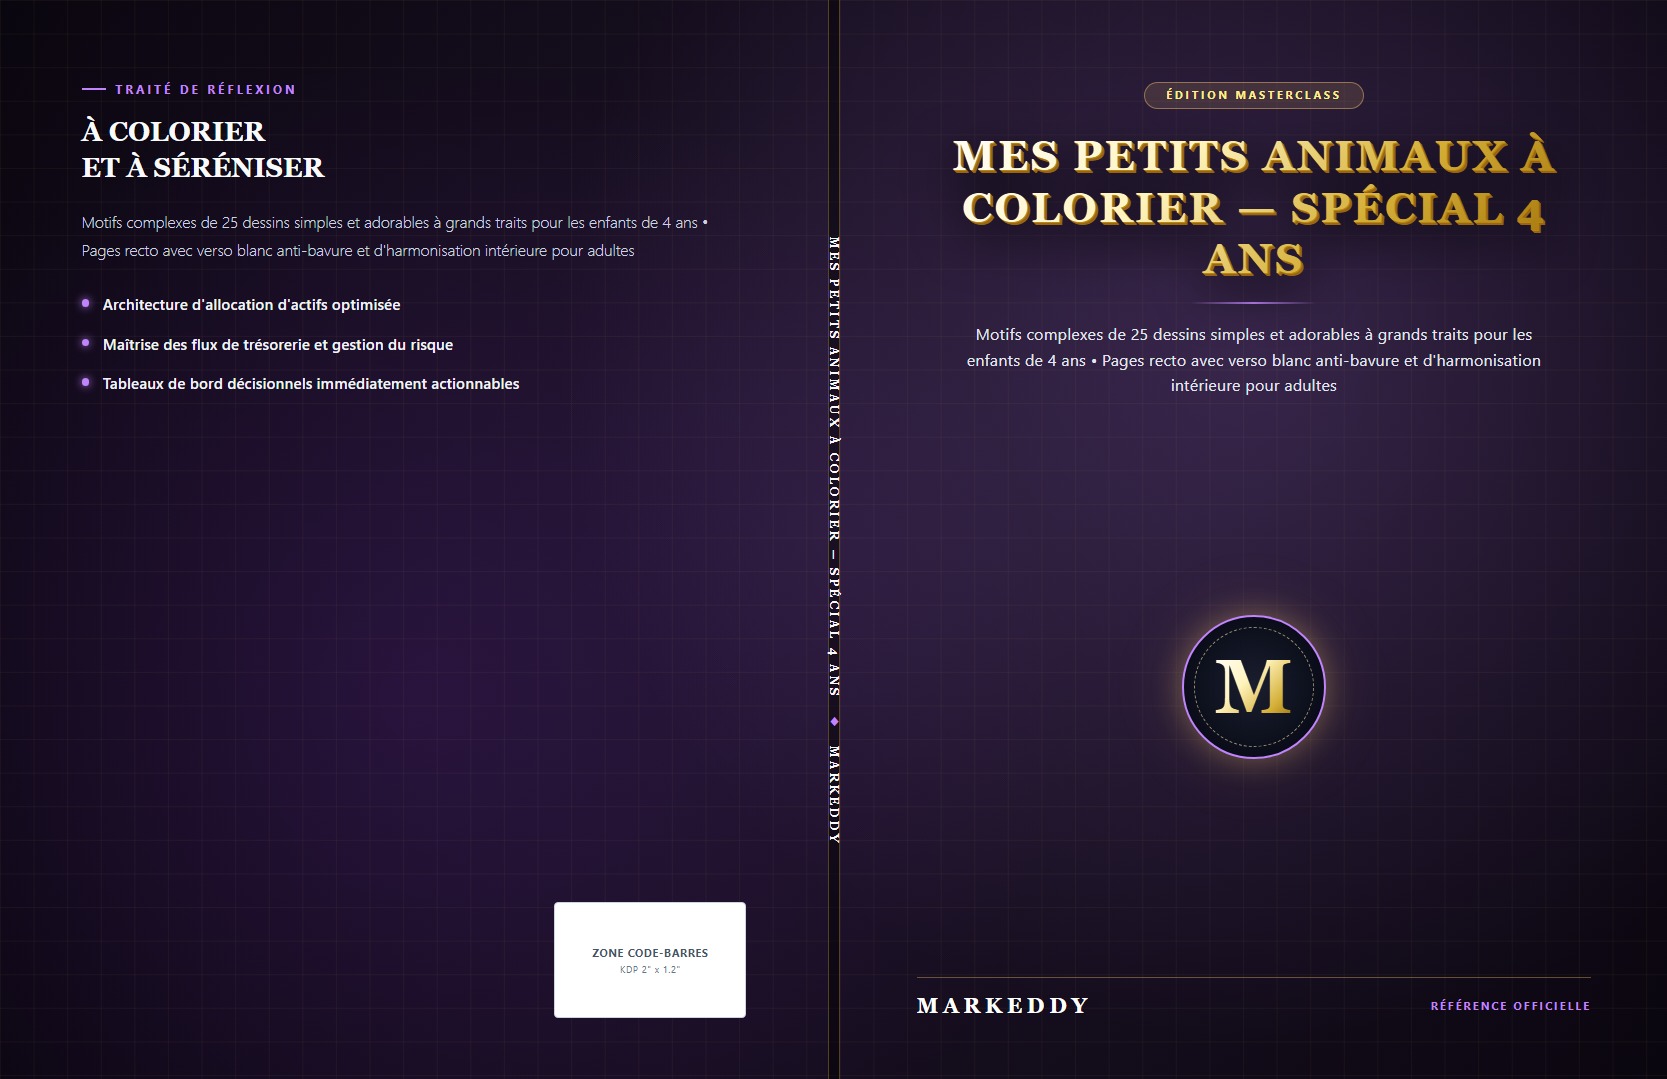 TRAITÉ DE RÉFLEXION
À COLORIER
ET À SÉRÉNISER
Motifs complexes de 25 dessins simples et adorables à grands traits pour les enfants de 4 ans •
Pages recto avec verso blanc anti-bavure et d'harmonisation intérieure pour adultes
Architecture d'allocation d'actifs optimisée
Maîtrise des flux de trésorerie et gestion du risque
Tableaux de bord décisionnels immédiatement actionnables
ZONE CODE-BARRES
KDP 2" x 1.2"
MES PETITS ANIMAUX À COLORIER — SPÉCIAL 4 ANS ◆ MARKEDDY
ÉDITION MASTERCLASS
MES PETITS ANIMAUX À
COLORIER — SPÉCIAL 4
ANS
Motifs complexes de 25 dessins simples et adorables à grands traits pour les
enfants de 4 ans • Pages recto avec verso blanc anti-bavure et d'harmonisation
intérieure pour adultes
M
MARKEDDY
RÉFÉRENCE OFFICIELLE